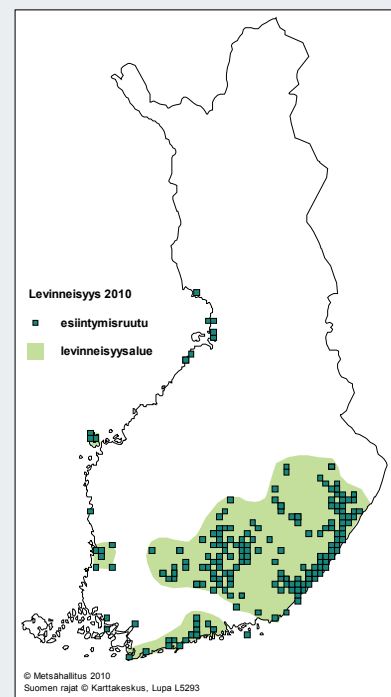 Levinneisyys 2010
esiintymisruutu
levinneisyysalue
© Metsähallitus 2010
Suomen rajat © Karttakeskus, Lupa L5293